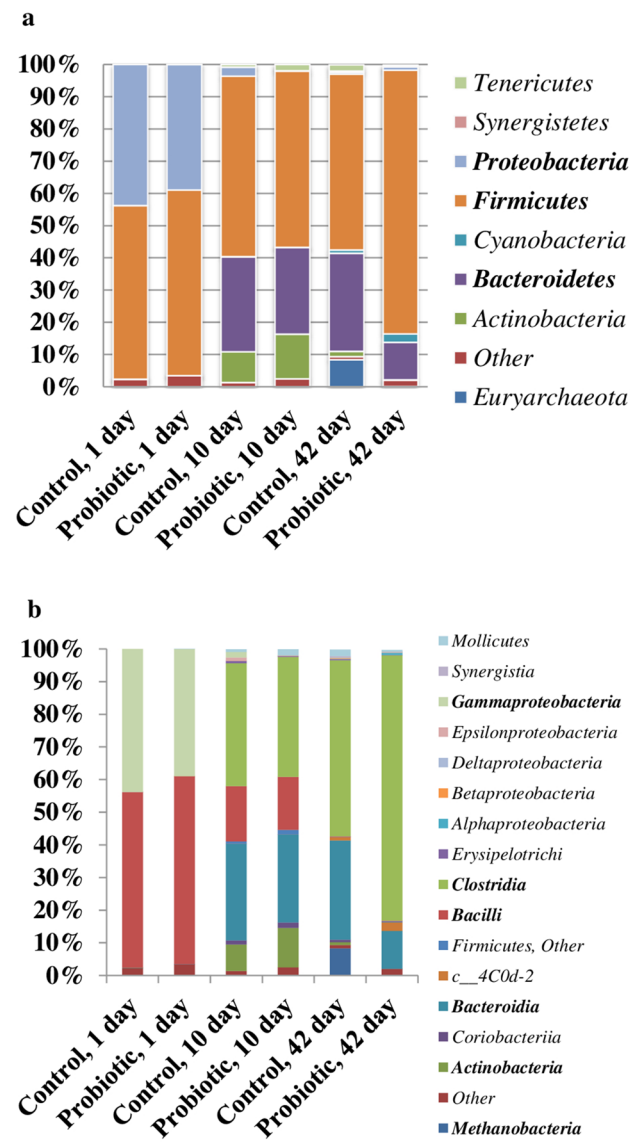 a
100%
90%
80%
70%
60%
50%
40%
30%
20%
10%
0%
Control, 1 day
Probiotic, 1 day
Control, 10 day
Probiotic, 10 day
Control, 42 day
Probiotic, 42 day
Tenericutes
Synergistetes
Proteobacteria
Firmicutes
Cyanobacteria
Bacteroidetes
Actinobacteria
Other
Euryarchaeota
b
100%
90%
80%
70%
60%
50%
40%
30%
20%
10%
0%
Control, 1 day
Probiotic, 1 day
Control, 10 day
Probiotic, 10 day
Control, 42 day
Probiotic, 42 day
Mollicutes
Synergistia
Gammaproteobacteria
Epsilonproteobacteria
Deltaproteobacteria
Betaproteobacteria
Alphaproteobacteria
Erysipelotrichi
Clostridia
Bacilli
Firmicutes, Other
c__4C0d-2
Bacteroidia
Coriobacteriia
Actinobacteria
Other
Methanobacteria